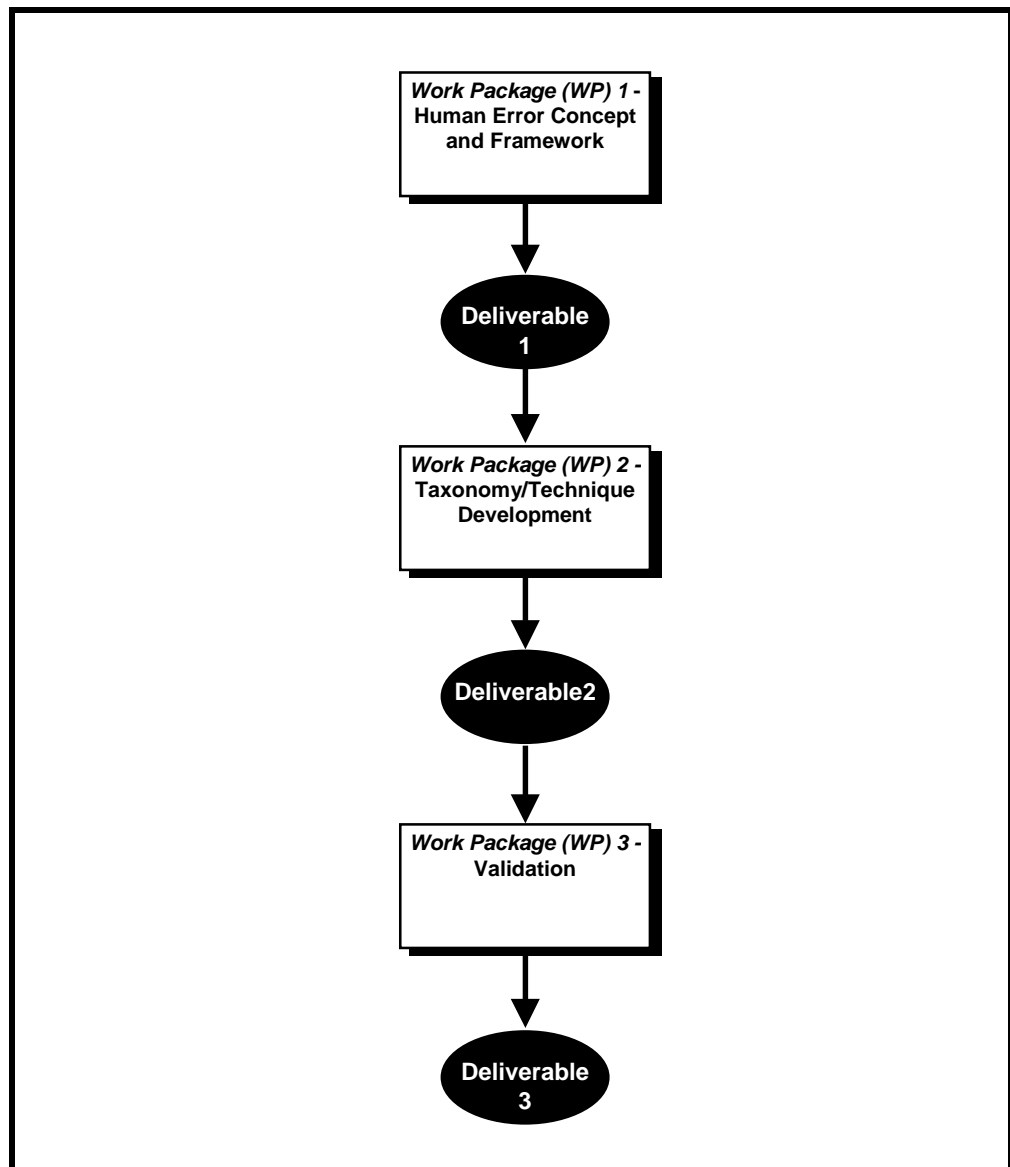 Work Package (WP) 1 -
Human Error Concept
and Framework
Deliverable
1
Work Package (WP) 2 -
Taxonomy/Technique
Development
Deliverable2
Work Package (WP) 3 -
Validation
Deliverable
3